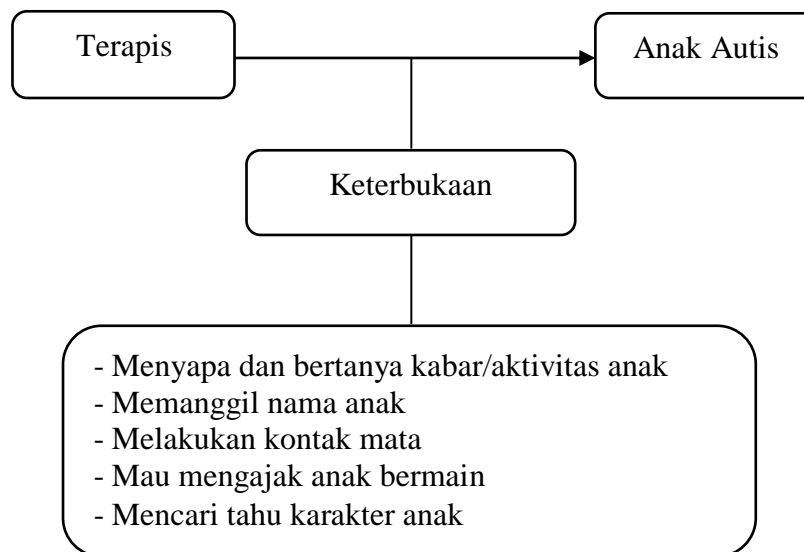 Terapis
Anak Autis
Keterbukaan
- Menyapa dan bertanya kabar/aktivitas anak
- Memanggil nama anak
- Melakukan kontak mata
- Mau mengajak anak bermain
- Mencari tahu karakter anak